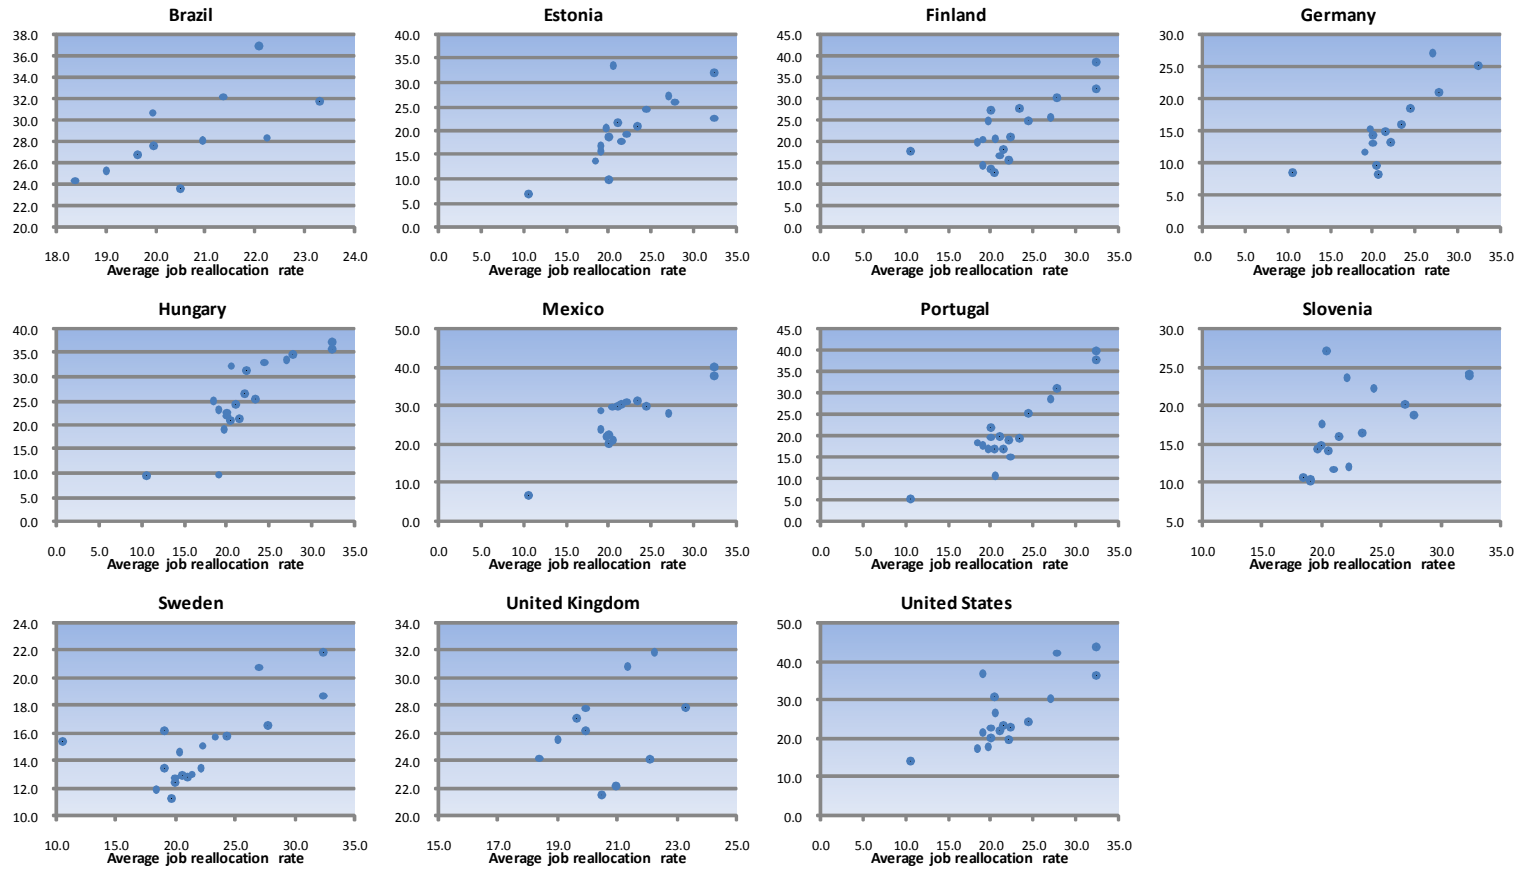 Brazil
38.0
36.0
34.0
32.0
30.0
28.0
26.0
24.0
22.0
20.0
18.0 19.0 20.0 21.0 22.0 23.0 24.0
Average job reallocation rate
Estonia
40.0
35.0
30.0
25.0
20.0
15.0
10.0
5.0
0.0
0.0 5.0 10.0 15.0 20.0 25.0 30.0 35.0
Average job reallocation rate
Finland
45.0
40.0
35.0
30.0
25.0
20.0
15.0
10.0
5.0
0.0
0.0 5.0 10.0 15.0 20.0 25.0 30.0 35.0
Average job reallocation rate
Germany
30.0
25.0
20.0
15.0
10.0
5.0
0.0
0.0 5.0 10.0 15.0 20.0 25.0 30.0 35.0
Average job reallocation rate
Hungary
40.0
35.0
30.0
25.0
20.0
15.0
10.0
5.0
0.0
0.0 5.0 10.0 15.0 20.0 25.0 30.0 35.0
Average job reallocation rate
Mexico
50.0
40.0
30.0
20.0
10.0
0.0
0.0 5.0 10.0 15.0 20.0 25.0 30.0 35.0
Average job reallocation rate
Portugal
45.0
40.0
35.0
30.0
25.0
20.0
15.0
10.0
5.0
0.0
0.0 5.0 10.0 15.0 20.0 25.0 30.0 35.0
Average job reallocation rate
Slovenia
30.0
25.0
20.0
15.0
10.0
5.0
10.0 15.0 20.0 25.0 30.0 35.0
Average job reallocation ratee
Sweden
24.0
22.0
20.0
18.0
16.0
14.0
12.0
10.0
10.0 15.0 20.0 25.0 30.0 35.0
Average job reallocation rate
United Kingdom
34.0
32.0
30.0
28.0
26.0
24.0
22.0
20.0
15.0 17.0 19.0 21.0 23.0 25.0
Average job reallocation rate
United States
50.0
40.0
30.0
20.0
10.0
0.0
0.0 5.0 10.0 15.0 20.0 25.0 30.0 35.0
Average job reallocation rate